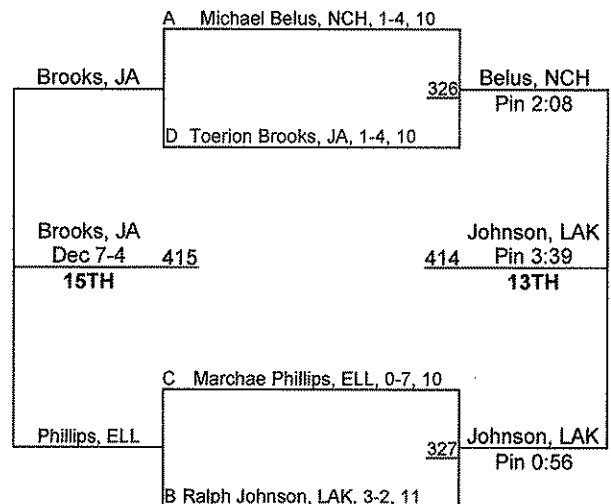 A Michael Belus, NCH, 1-4, 10
Brooks, JA
326
Belus, NCH
Pin 2:08
D Toerion Brooks, JA, 1-4, 10
Brooks, JA
Dec 7-4
415
15TH
Johnson, LAK
414
Pin 3:39
13TH
C Marchae Phillips, ELL, 0-7, 10
Phillips, ELL
327
Johnson, LAK
Pin 0:56
B Ralph Johnson, LAK, 3-2, 11